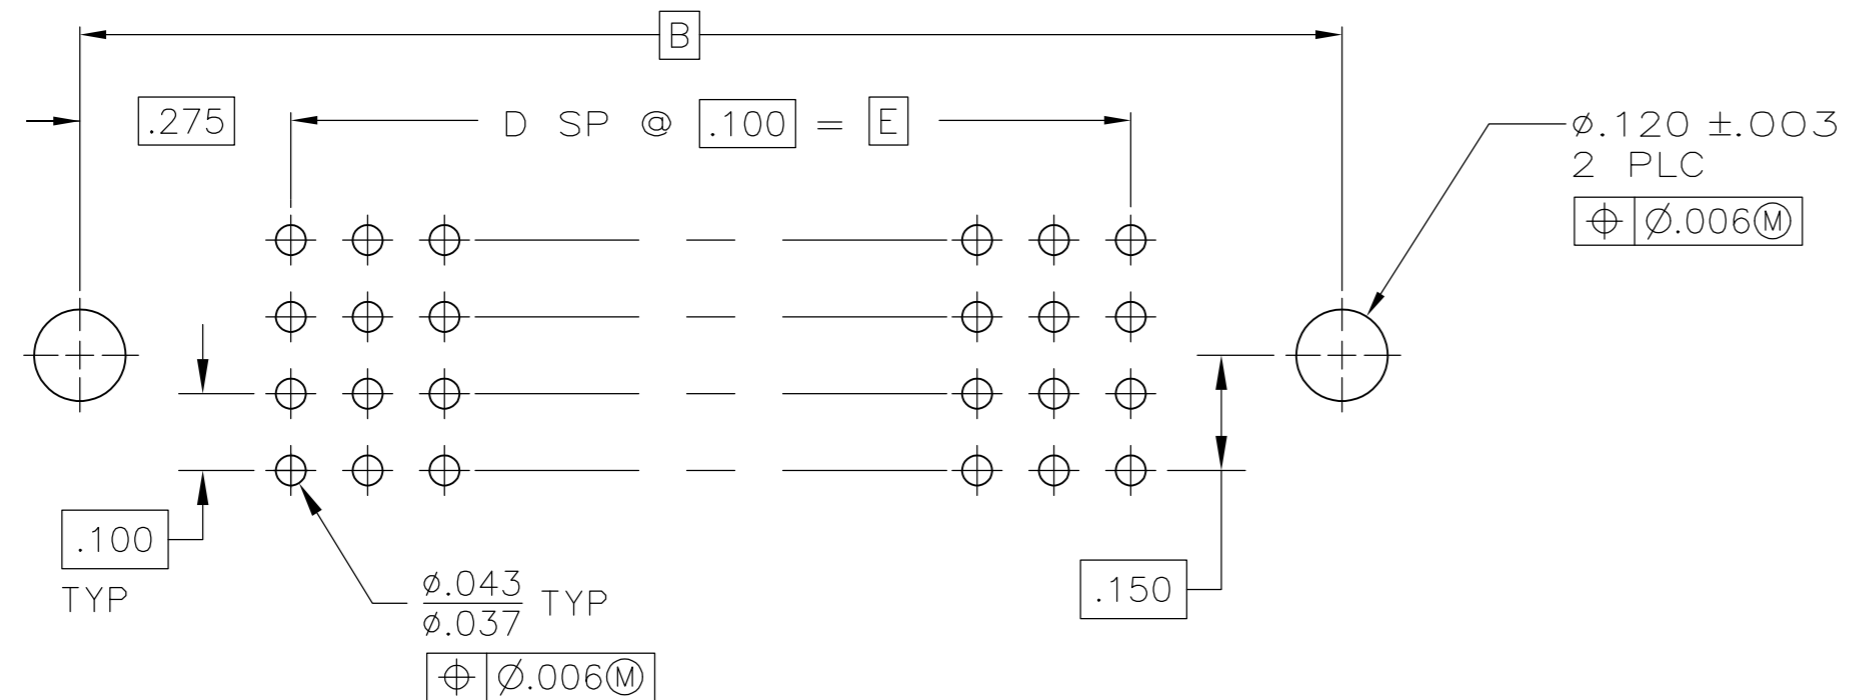 B
.275
D SP @ .100 = E
⌀.120 ±.003
2 PLC
⌖ ⌀.006Ⓜ
.100
TYP
⌀.043
⌀.037
TYP
⌖ ⌀.006Ⓜ
.150